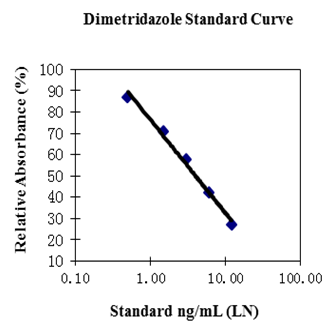 Dimetridazole Standard Curve
Relative Absorbance (%)
100
90
80
70
60
50
40
30
20
10
0.10 1.00 10.00 100.00
Standard ng/mL (LN)